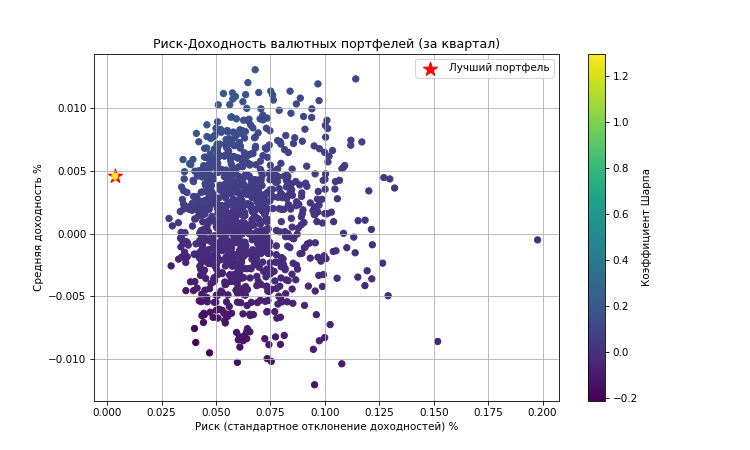 Риск-Доходность валютных портфелей (за квартал)
Лучший портфель
Средняя доходность %
0.010
0.005
0.000
−0.005
−0.010
0.000 0.025 0.050 0.075 0.100 0.125 0.150 0.175 0.200
Риск (стандартное отклонение доходностей) %
1.2
1.0
0.8
0.6
0.4
0.2
0.0
−0.2
Коэффициент Шарпа